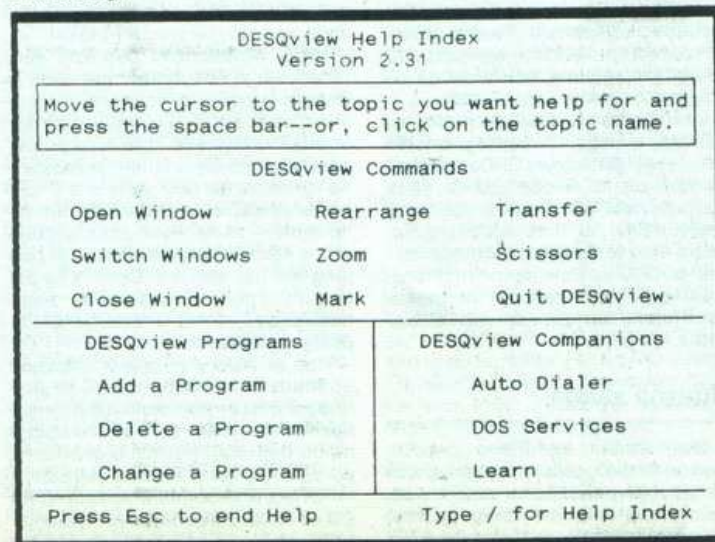 DESQview Help Index
Version 2.31
Move the cursor to the topic you want help for and
press the space bar--or, click on the topic name.
DESQview Commands
Open Window Rearrange Transfer
Switch Windows Zoom Scissors
Close Window Mark Quit DESQview
DESQview Programs
Add a Program
Delete a Program
Change a Program
DESQview Companions
Auto Dialer
DOS Services
Learn
Press Esc to end Help Type / for Help Index